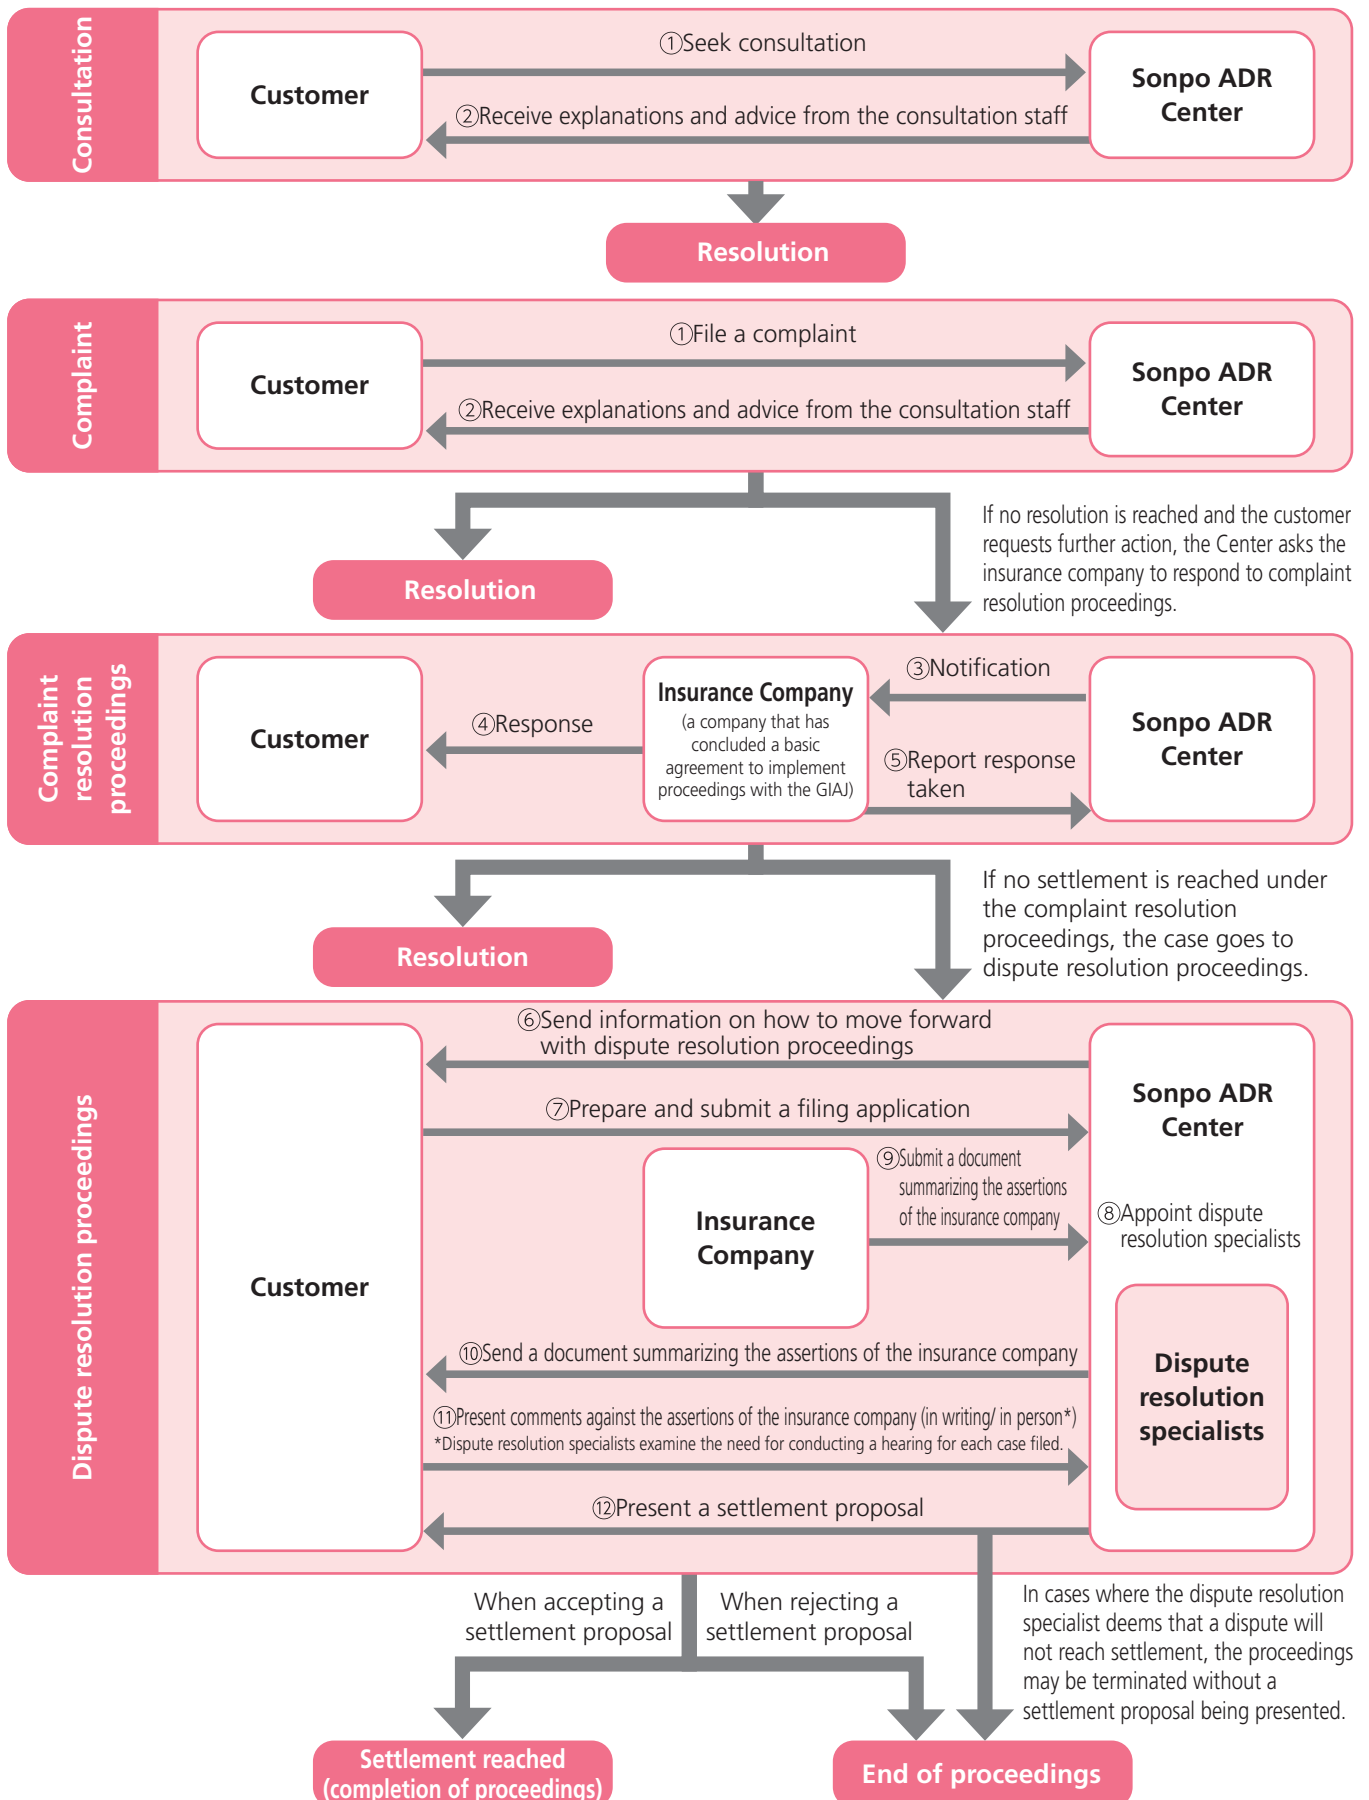 Consultation
Customer
①Seek consultation
②Receive explanations and advice from the consultation staff
Sonpo ADR
Center
Resolution
Complaint
Customer
①File a complaint
②Receive explanations and advice from the consultation staff
Sonpo ADR
Center
Resolution
If no resolution is reached and the customer
requests further action, the Center asks the
insurance company to respond to complaint
resolution proceedings.
Complaint
resolution
proceedings
Customer
④Response
Insurance Company
(a company that has
concluded a basic
agreement to implement
proceedings with the GIAJ)
③Notification
⑤Report response
taken
Sonpo ADR
Center
Resolution
If no settlement is reached under
the complaint resolution
proceedings, the case goes to
dispute resolution proceedings.
Dispute resolution proceedings
Customer
⑥Send information on how to move forward
with dispute resolution proceedings
⑦Prepare and submit a filing application
Sonpo ADR
Center
Insurance
Company
⑨Submit a document
summarizing the assertions
of the insurance company
⑧Appoint dispute
resolution specialists
Dispute
resolution
specialists
⑩Send a document summarizing the assertions of the insurance company
⑪Present comments against the assertions of the insurance company (in writing/ in person*)
*Dispute resolution specialists examine the need for conducting a hearing for each case filed.
⑫Present a settlement proposal
When accepting a
settlement proposal
When rejecting a
settlement proposal
In cases where the dispute resolution
specialist deems that a dispute will
not reach settlement, the proceedings
may be terminated without a
settlement proposal being presented.
Settlement reached
(completion of proceedings)
End of proceedings